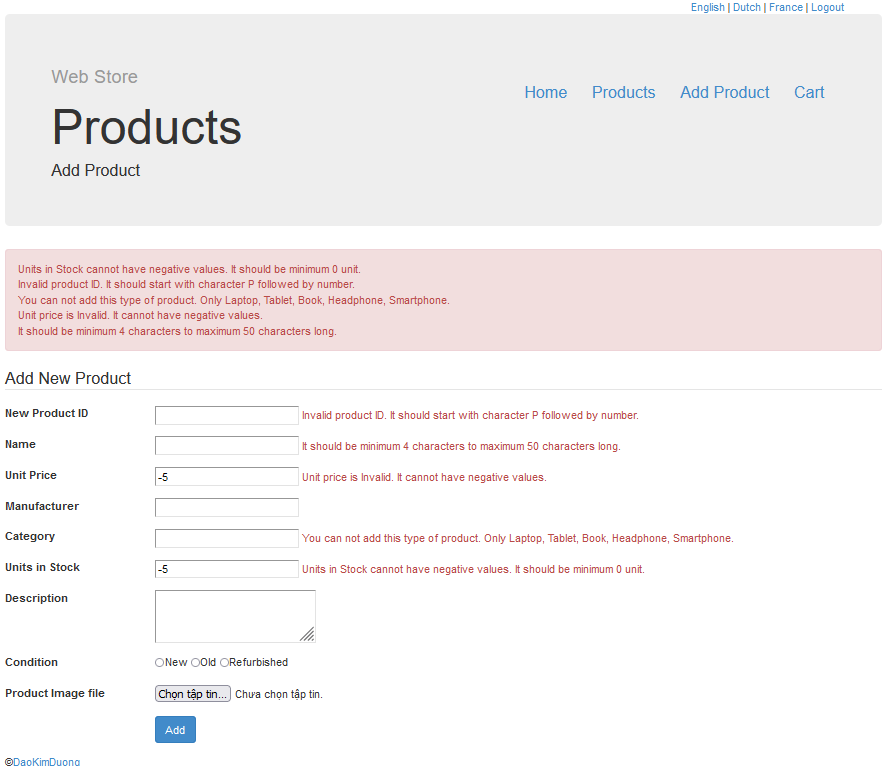 English | Dutch | France | Logout
Web Store
Home Products Add Product Cart
Products
Add Product
Units in Stock cannot have negative values. It should be minimum 0 unit.
Invalid product ID. It should start with character P followed by number.
You can not add this type of product. Only Laptop, Tablet, Book, Headphone, Smartphone.
Unit price is Invalid. It cannot have negative values.
It should be minimum 4 characters to maximum 50 characters long.
Add New Product
New Product ID Invalid product ID. It should start with character P followed by number.
Name It should be minimum 4 characters to maximum 50 characters long.
Unit Price -5 Unit price is Invalid. It cannot have negative values.
Manufacturer
Category You can not add this type of product. Only Laptop, Tablet, Book, Headphone, Smartphone.
Units in Stock -5 Units in Stock cannot have negative values. It should be minimum 0 unit.
Description
Condition New Old Refurbished
Product Image file Chọn tập tin... Chưa chọn tập tin.
Add
©DaoKimDuong